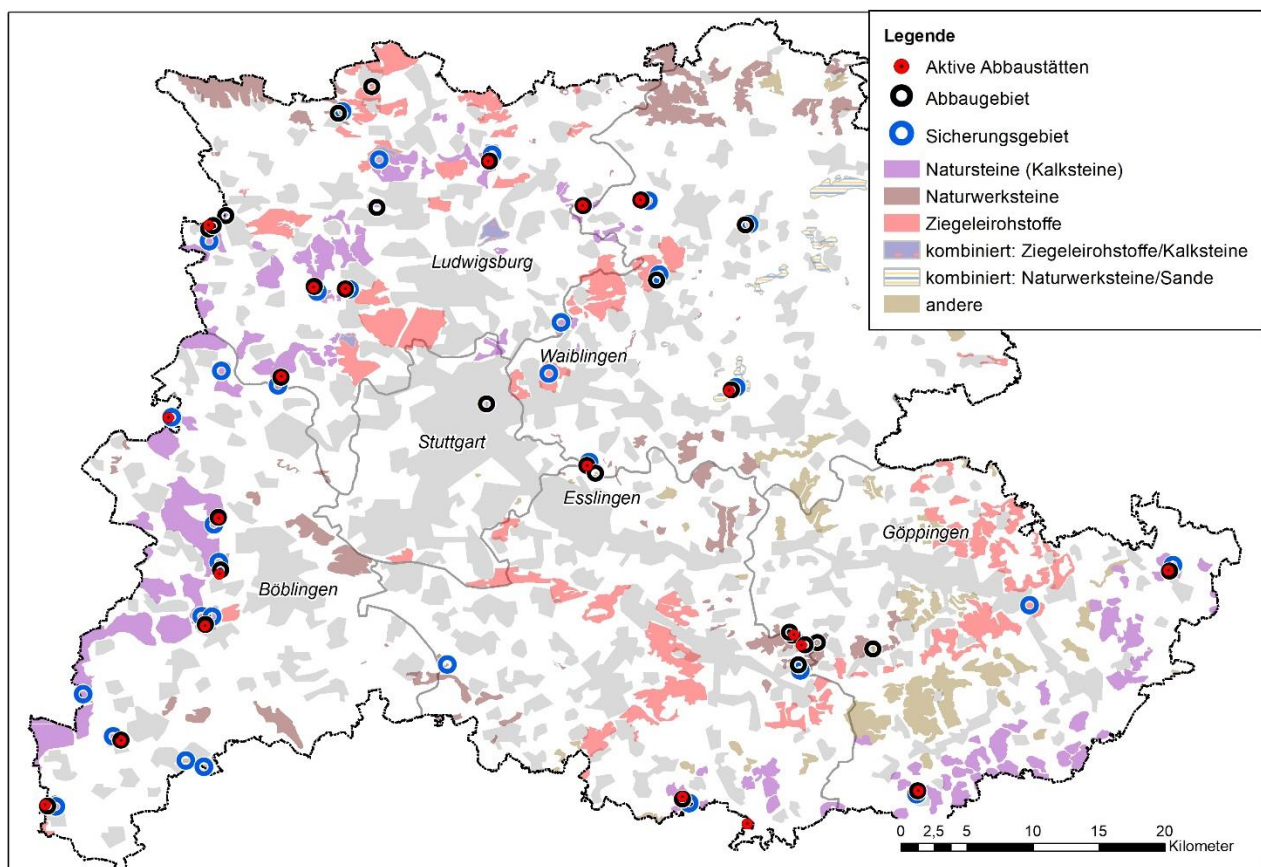 Legende
Aktive Abbaustätten
Abbaugebiet
Sicherungsgebiet
Natursteine (Kalksteine)
Naturwerksteine
Ziegeleirohstoffe
kombiniert: Ziegeleirohstoffe/Kalksteine
kombiniert: Naturwerksteine/Sande
andere
Ludwigsburg
Waiblingen
Stuttgart
Esslingen
Göppingen
Böblingen
0 2,5 5 10 15 20
Kilometer